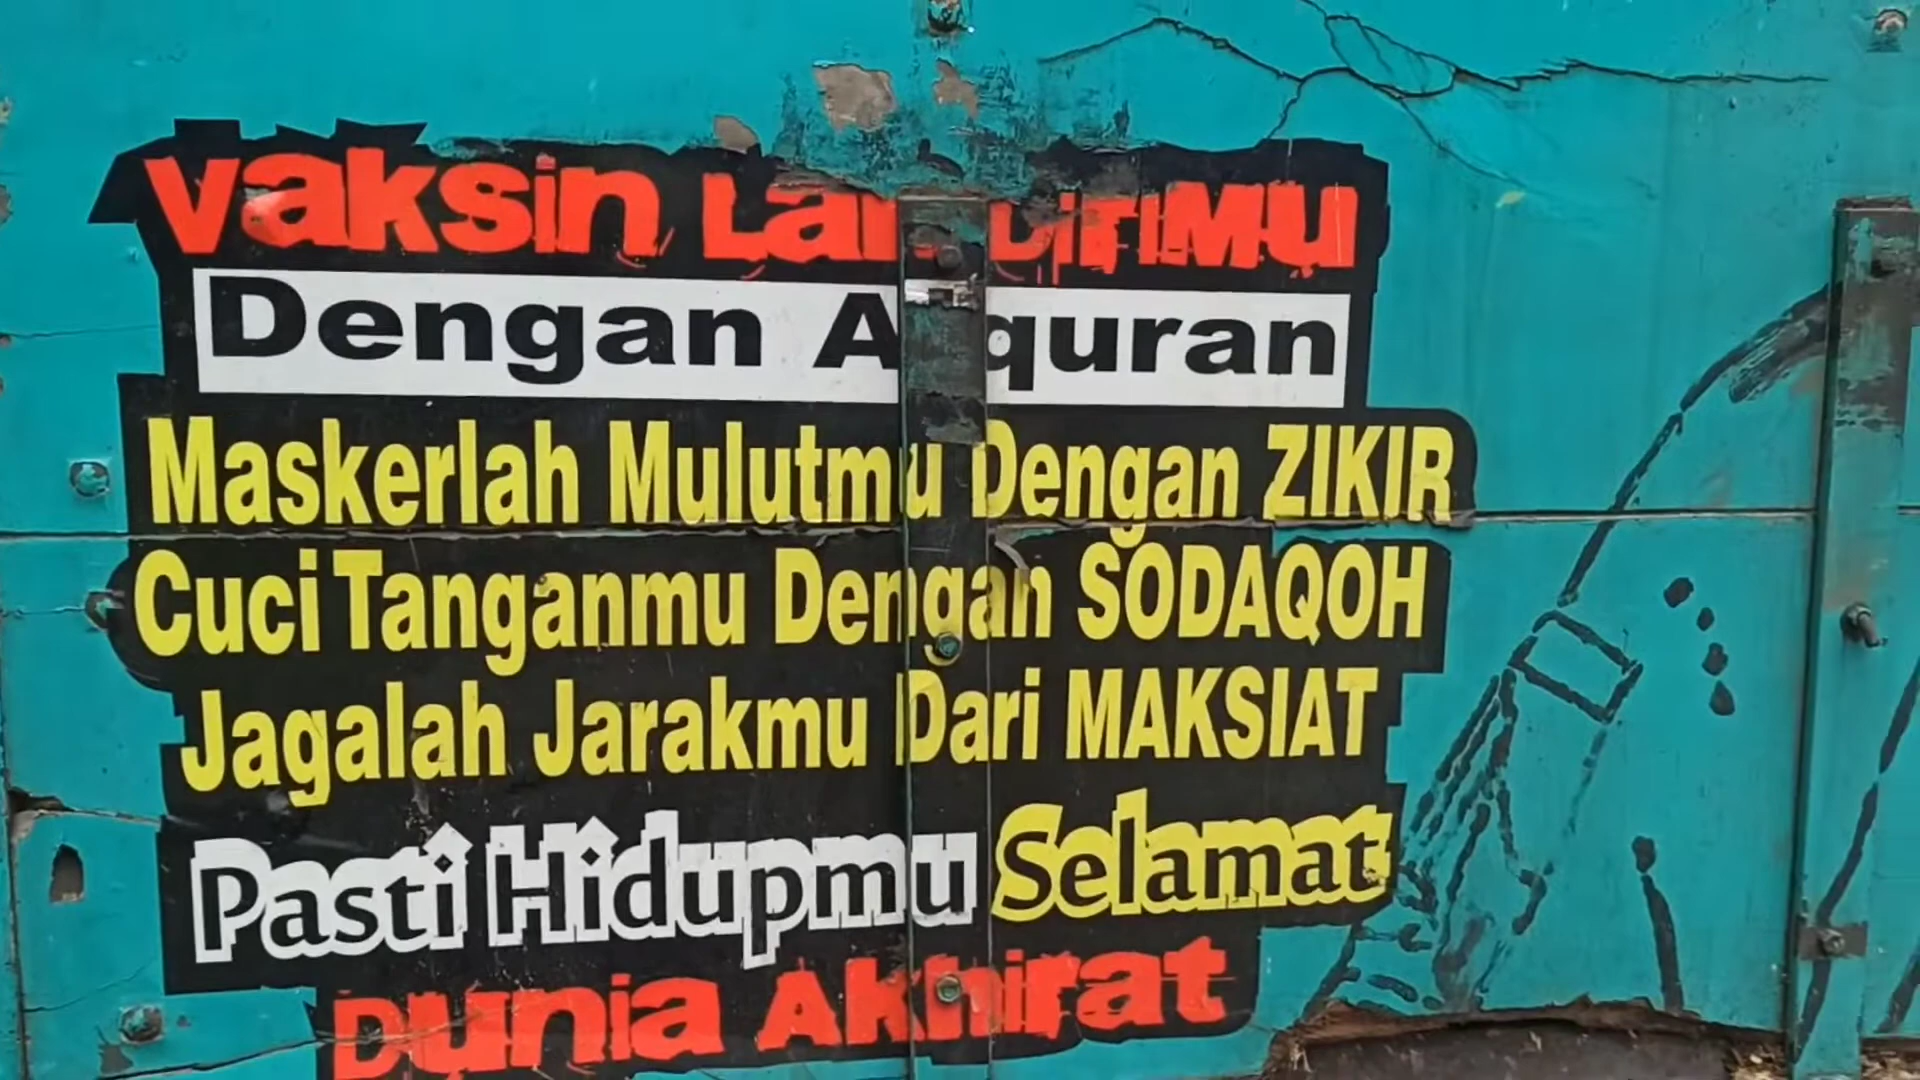 Vaksin Lah Dirimu
Dengan Alquran
Maskerlah Mulutmu Dengan ZIKIR
Cuci Tanganmu Dengan SODAQOH
Jagalah Jarakmu Dari MAKSIAT
Pasti Hidupmu Selamat
Dunia Akhirat